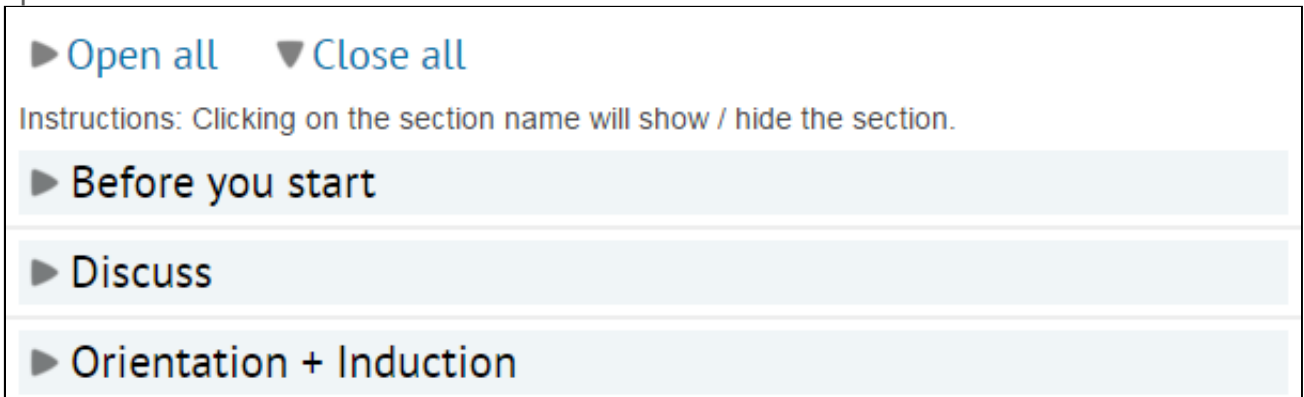 Open all Close all
Instructions: Clicking on the section name will show / hide the section.
Before you start
Discuss
Orientation + Induction